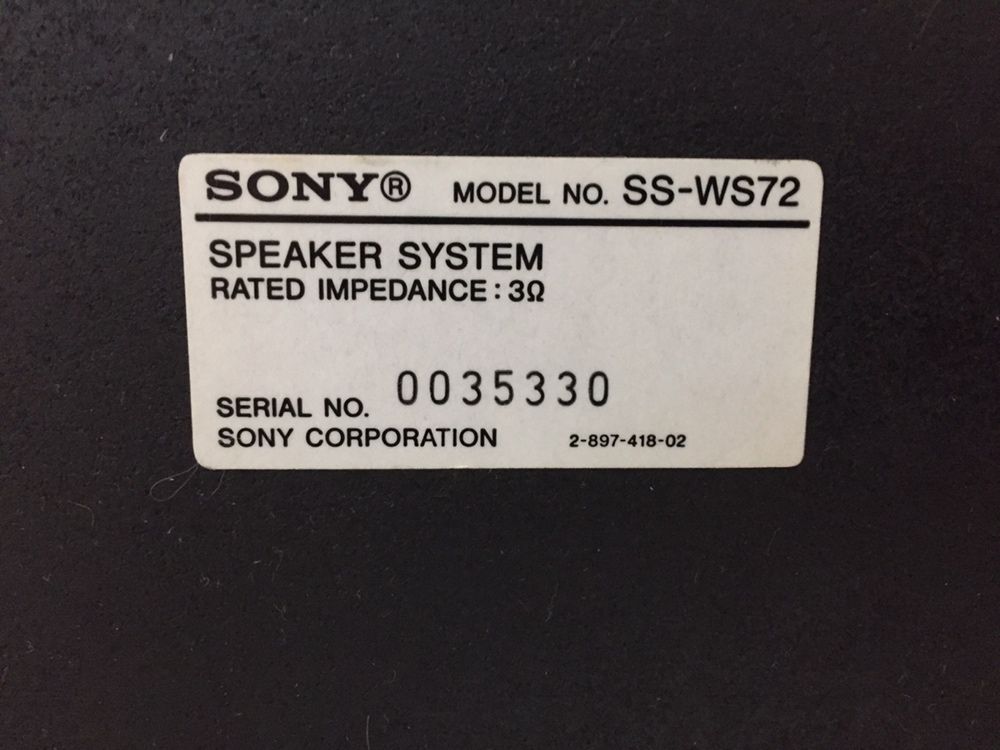 SONY® MODEL NO. SS-WS72
SPEAKER SYSTEM
RATED IMPEDANCE : 3Ω
SERIAL NO. 0035330
SONY CORPORATION 2-897-418-02